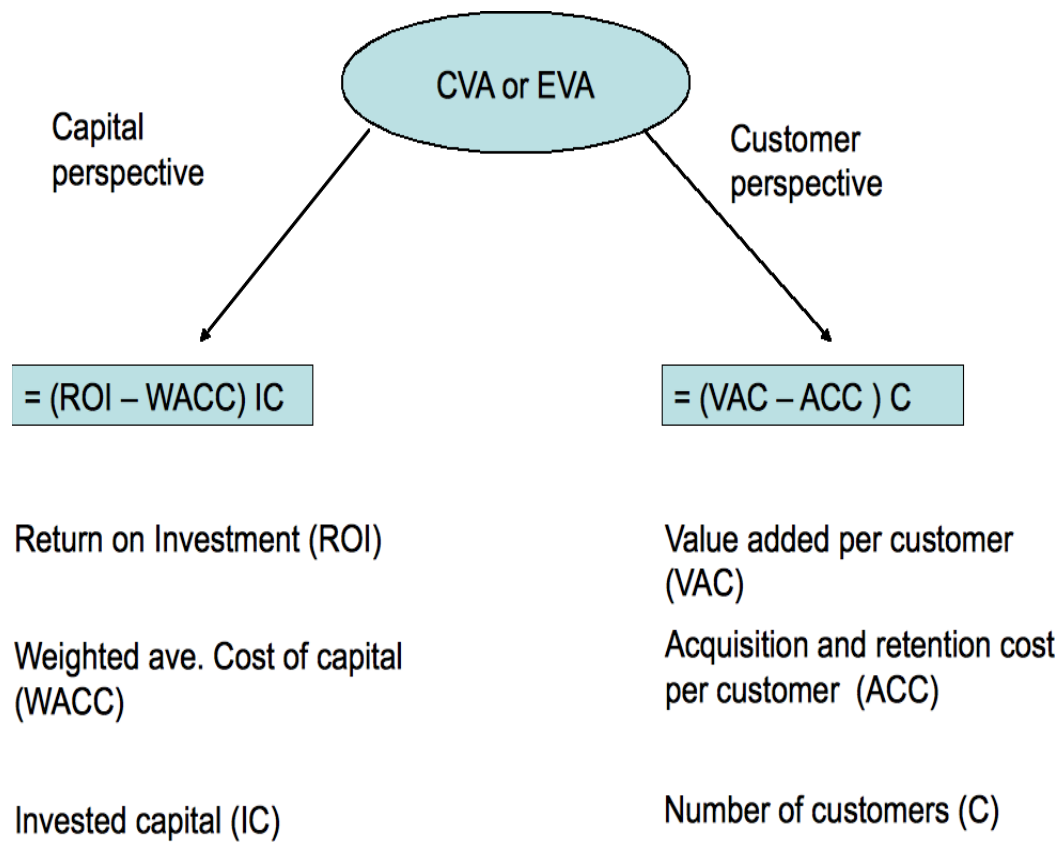 CVA or EVA
Capital
perspective
Customer
perspective
= (ROI – WACC) IC
= (VAC – ACC ) C
Return on Investment (ROI)
Value added per customer
(VAC)
Weighted ave. Cost of capital
(WACC)
Acquisition and retention cost
per customer  (ACC)
Invested capital (IC)
Number of customers (C)